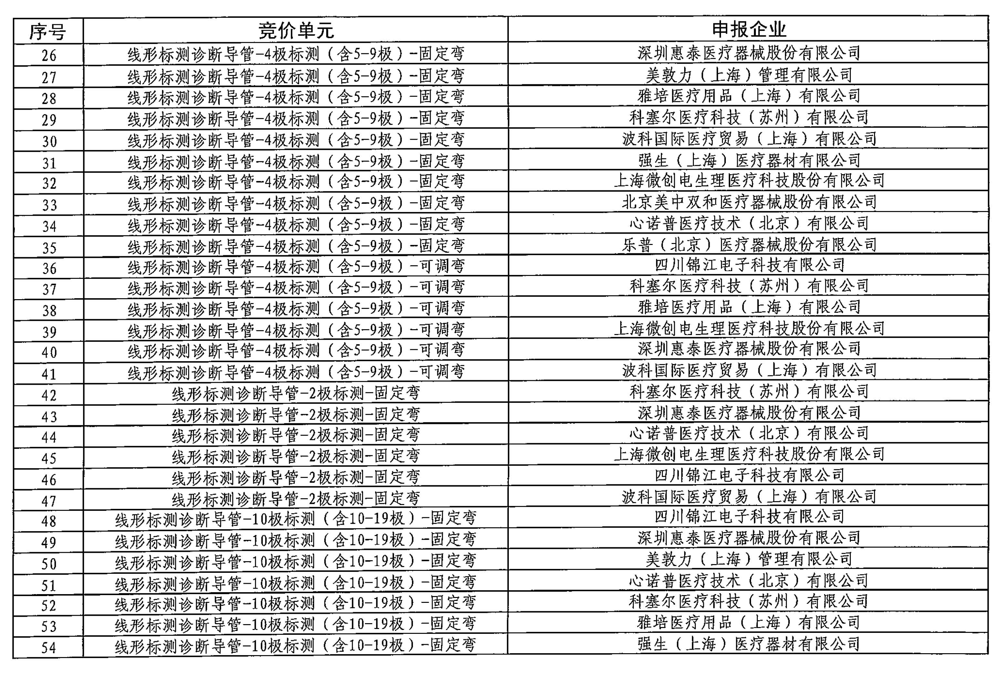 序号 竞价单元 申报企业
26 线形标测诊断导管-4极标测（含5-9极）-固定弯 深圳惠泰医疗器械股份有限公司
27 线形标测诊断导管-4极标测（含5-9极）-固定弯 美敦力（上海）管理有限公司
28 线形标测诊断导管-4极标测（含5-9极）-固定弯 雅培医疗用品（上海）有限公司
29 线形标测诊断导管-4极标测（含5-9极）-固定弯 科塞尔医疗科技（苏州）有限公司
30 线形标测诊断导管-4极标测（含5-9极）-固定弯 波科国际医疗贸易（上海）有限公司
31 线形标测诊断导管-4极标测（含5-9极）-固定弯 强生（上海）医疗器材有限公司
32 线形标测诊断导管-4极标测（含5-9极）-固定弯 上海微创电生理医疗科技股份有限公司
33 线形标测诊断导管-4极标测（含5-9极）-固定弯 北京美中双和医疗器械股份有限公司
34 线形标测诊断导管-4极标测（含5-9极）-固定弯 心诺普医疗技术（北京）有限公司
35 线形标测诊断导管-4极标测（含5-9极）-固定弯 乐普（北京）医疗器械股份有限公司
36 线形标测诊断导管-4极标测（含5-9极）-可调弯 四川锦江电子科技有限公司
37 线形标测诊断导管-4极标测（含5-9极）-可调弯 科塞尔医疗科技（苏州）有限公司
38 线形标测诊断导管-4极标测（含5-9极）-可调弯 雅培医疗用品（上海）有限公司
39 线形标测诊断导管-4极标测（含5-9极）-可调弯 上海微创电生理医疗科技股份有限公司
40 线形标测诊断导管-4极标测（含5-9极）-可调弯 深圳惠泰医疗器械股份有限公司
41 线形标测诊断导管-4极标测（含5-9极）-可调弯 波科国际医疗贸易（上海）有限公司
42 线形标测诊断导管-2极标测-固定弯 科塞尔医疗科技（苏州）有限公司
43 线形标测诊断导管-2极标测-固定弯 深圳惠泰医疗器械股份有限公司
44 线形标测诊断导管-2极标测-固定弯 心诺普医疗技术（北京）有限公司
45 线形标测诊断导管-2极标测-固定弯 上海微创电生理医疗科技股份有限公司
46 线形标测诊断导管-2极标测-固定弯 四川锦江电子科技有限公司
47 线形标测诊断导管-2极标测-固定弯 波科国际医疗贸易（上海）有限公司
48 线形标测诊断导管-10极标测（含10-19极）-固定弯 四川锦江电子科技有限公司
49 线形标测诊断导管-10极标测（含10-19极）-固定弯 深圳惠泰医疗器械股份有限公司
50 线形标测诊断导管-10极标测（含10-19极）-固定弯 美敦力（上海）管理有限公司
51 线形标测诊断导管-10极标测（含10-19极）-固定弯 心诺普医疗技术（北京）有限公司
52 线形标测诊断导管-10极标测（含10-19极）-固定弯 科塞尔医疗科技（苏州）有限公司
53 线形标测诊断导管-10极标测（含10-19极）-固定弯 雅培医疗用品（上海）有限公司
54 线形标测诊断导管-10极标测（含10-19极）-固定弯 强生（上海）医疗器材有限公司